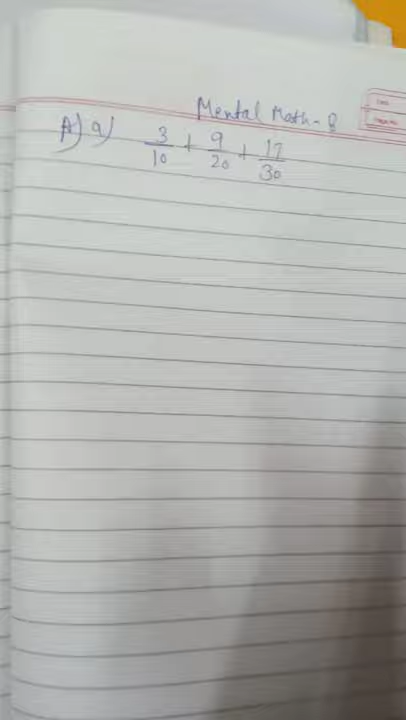 Mental Math - 8
A) a) 3/10 + 9/20 + 17/30